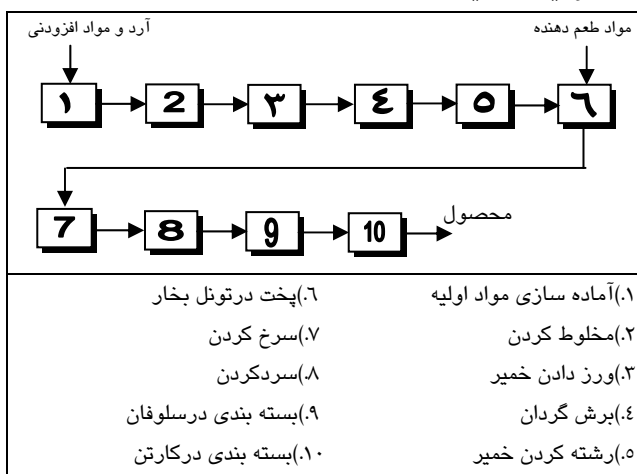 آرد و مواد افزودنی
مواد طعم دهنده
۱ 2 ۳ ٤ ۵ ٦
7 8 9 10
محصول
۱.)آماده سازی مواد اولیه
۲.)مخلوط کردن
۳.)ورز دادن خمیر
٤.)برش گردان
۵.)رشته کردن خمیر
٦.)پخت درتونل بخار
۷.)سرخ کردن
۸.)سردکردن
۹.)بسته بندی درسلوفان
۱۰.)بسته بندی درکارتن